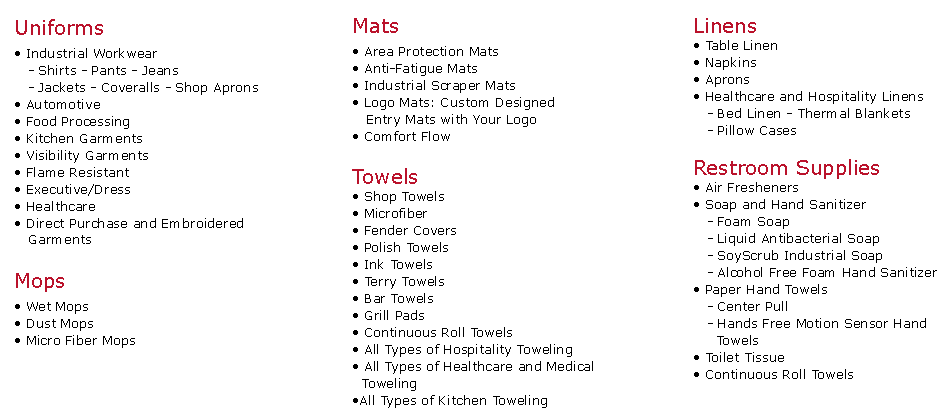 Uniforms
• Industrial Workwear
– Shirts – Pants – Jeans
– Jackets – Coveralls – Shop Aprons
• Automotive
• Food Processing
• Kitchen Garments
• Visibility Garments
• Flame Resistant
• Executive/Dress
• Healthcare
• Direct Purchase and Embroidered
Garments
Mops
• Wet Mops
• Dust Mops
• Micro Fiber Mops
Mats
• Area Protection Mats
• Anti-Fatigue Mats
• Industrial Scraper Mats
• Logo Mats: Custom Designed
Entry Mats with Your Logo
• Comfort Flow
Towels
• Shop Towels
• Microfiber
• Fender Covers
• Polish Towels
• Ink Towels
• Terry Towels
• Bar Towels
• Grill Pads
• Continuous Roll Towels
• All Types of Hospitality Toweling
• All Types of Healthcare and Medical
Toweling
•All Types of Kitchen Toweling
Linens
• Table Linen
• Napkins
• Aprons
• Healthcare and Hospitality Linens
– Bed Linen – Thermal Blankets
– Pillow Cases
Restroom Supplies
• Air Fresheners
• Soap and Hand Sanitizer
– Foam Soap
– Liquid Antibacterial Soap
– SoyScrub Industrial Soap
– Alcohol Free Foam Hand Sanitizer
• Paper Hand Towels
– Center Pull
– Hands Free Motion Sensor Hand
Towels
• Toilet Tissue
• Continuous Roll Towels